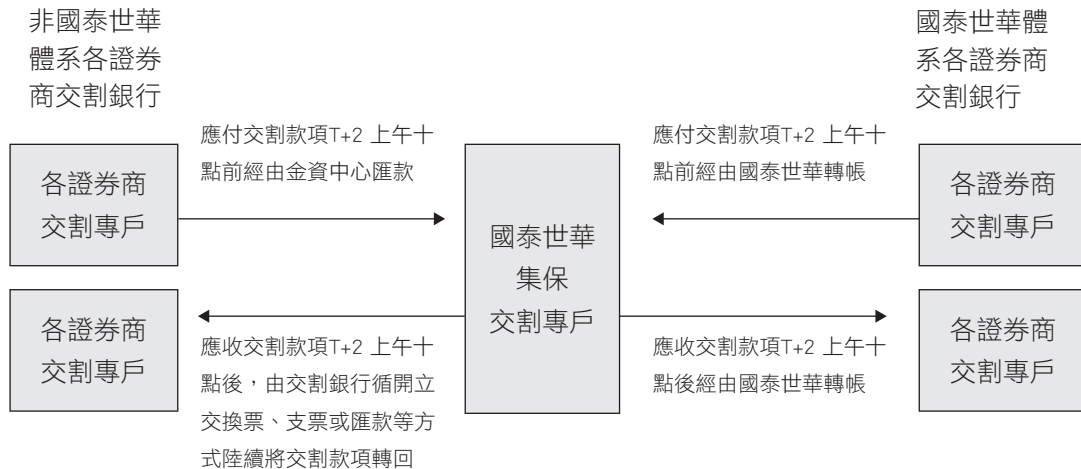 非國泰世華
體系各證券
商交割銀行
國泰世華體
系各證券商
交割銀行
應付交割款項T+2 上午十
點前經由金資中心匯款
應付交割款項T+2 上午十
點前經由國泰世華轉帳
各證券商
交割專戶
國泰世華
集保
交割專戶
各證券商
交割專戶
各證券商
交割專戶
應收交割款項T+2 上午十
點後，由交割銀行循開立
交換票、支票或匯款等方
式陸續將交割款項轉回
應收交割款項T+2 上午十
點後經由國泰世華轉帳
各證券商
交割專戶